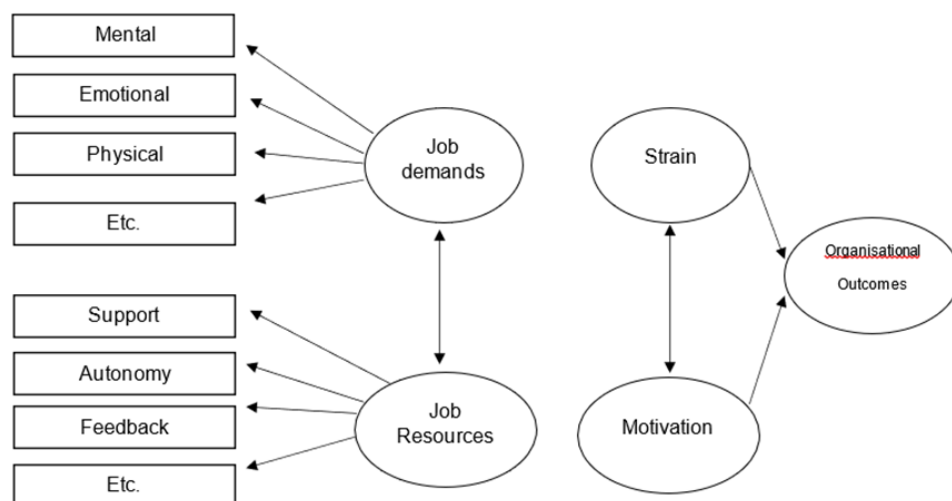 Mental
Emotional
Physical
Etc.
Support
Autonomy
Feedback
Etc.
Job
demands
Job
Resources
Strain
Motivation
Organisational
Outcomes